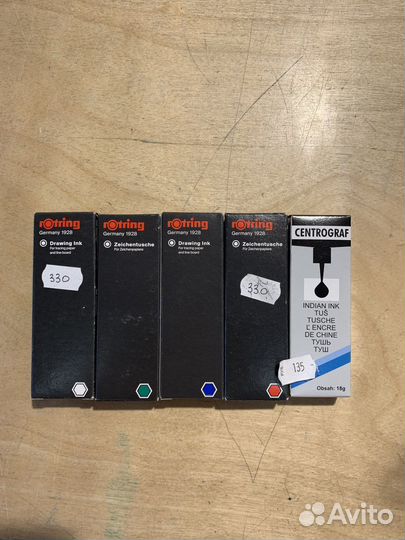 rotring
Germany 1928
Drawing Ink
For tracing paper
and line board
330
rotring
Germany 1928
Zeichentusche
Für Zeichenpapiere
rotring
Germany 1928
Drawing Ink
For tracing paper
and line board
rotring
Germany 1928
Zeichentusche
Für Zeichenpapiere
330
CENTROGRAF
INDIAN INK
TUŠ
TUSCHE
L'ENCRE
DE CHINE
ТУШЬ
ТУШ
135
Obsah: 18g
Avito